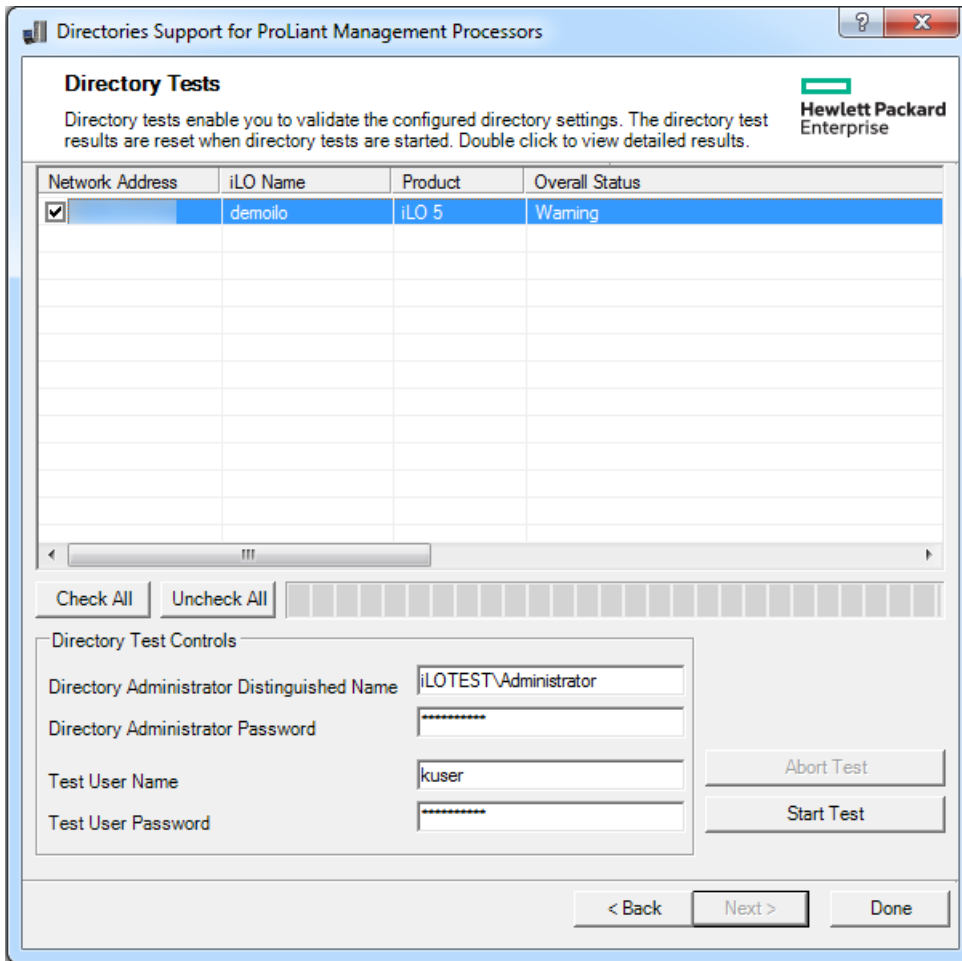 Directories Support for ProLiant Management Processors
?
Directory Tests
Directory tests enable you to validate the configured directory settings. The directory test
results are reset when directory tests are started. Double click to view detailed results.
Hewlett Packard
Enterprise
Network Address iLO Name Product Overall Status
demoilo iLO 5 Warning
Check All Uncheck All
Directory Test Controls
Directory Administrator Distinguished Name iLOTEST\Administrator
Directory Administrator Password **********
Test User Name kuser
Test User Password **********
Abort Test
Start Test
< Back Next > Done